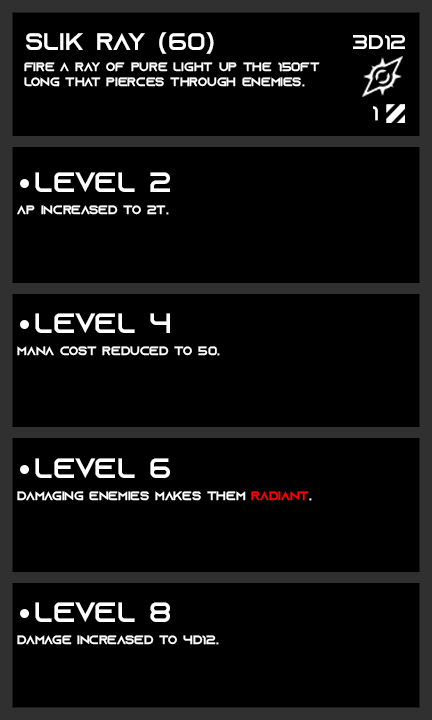 SLIK RAY (60)
3D12
FIRE A RAY OF PURE LIGHT UP THE 150FT
LONG THAT PIERCES THROUGH ENEMIES.
1
•LEVEL 2
AP INCREASED TO 2T.
•LEVEL 4
MANA COST REDUCED TO 50.
•LEVEL 6
DAMAGING ENEMIES MAKES THEM RADIANT.
•LEVEL 8
DAMAGE INCREASED TO 4D12.